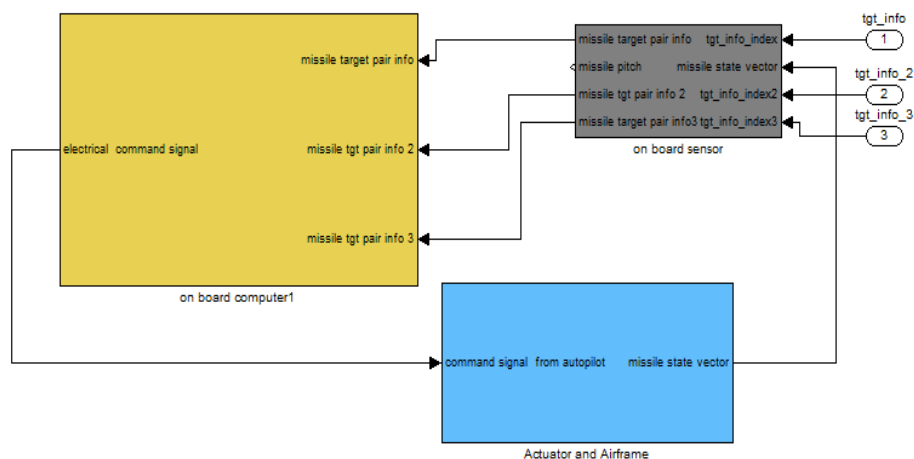 tgt_info
1
missile target pair info
tgt_info_index
missile target pair info
missile pitch
missile state vector
tgt_info_2
2
missile tgt pair info 2
tgt_info_index2
missile target pair info3
tgt_info_index3
tgt_info_3
3
electrical command signal
missile tgt pair info 2
on board sensor
missile tgt pair info 3
on board computer1
command signal from autopilot
missile state vector
Actuator and Airframe